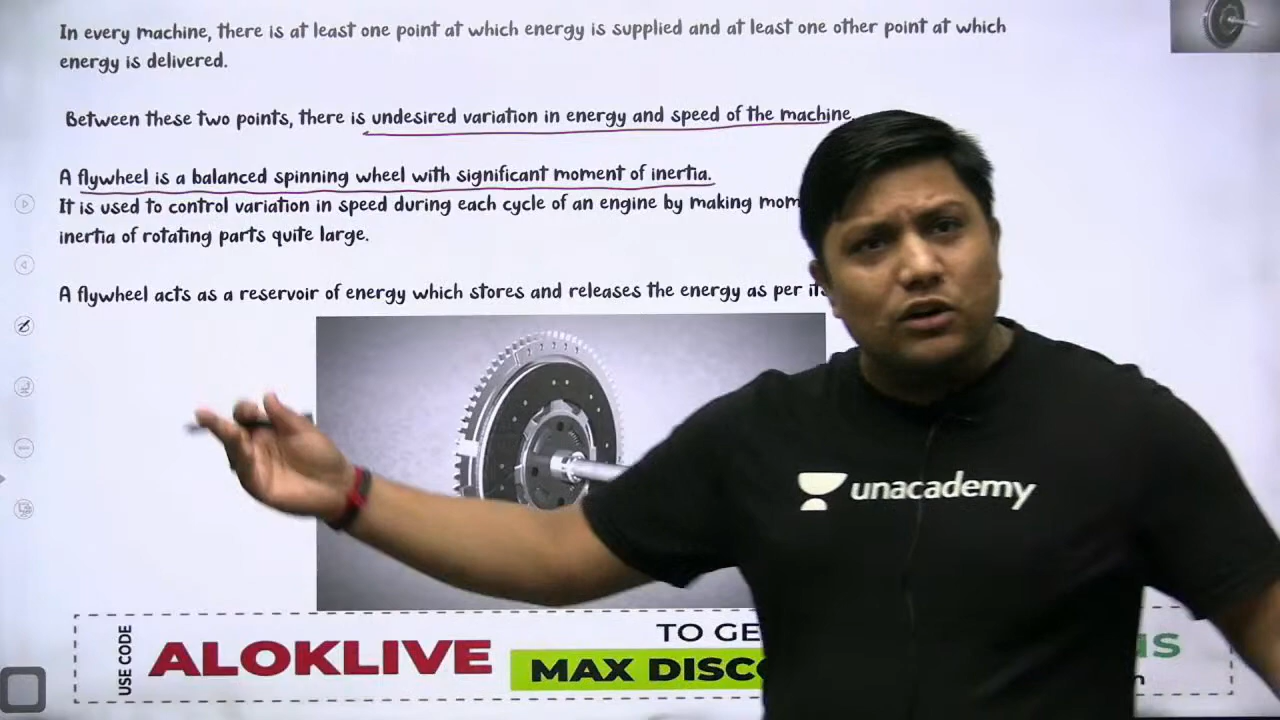 In every machine, there is at least one point at which energy is supplied and at least one other point at which
energy is delivered.
Between these two points, there is undesired variation in energy and speed of the machine.
A flywheel is a balanced spinning wheel with significant moment of inertia.
It is used to control variation in speed during each cycle of an engine by making
inertia of rotating parts quite large.
A flywheel acts as a reservoir of energy which stores and releases the energy as per
unacademy
USE CODE
ALOKLIVE
TO
MAX